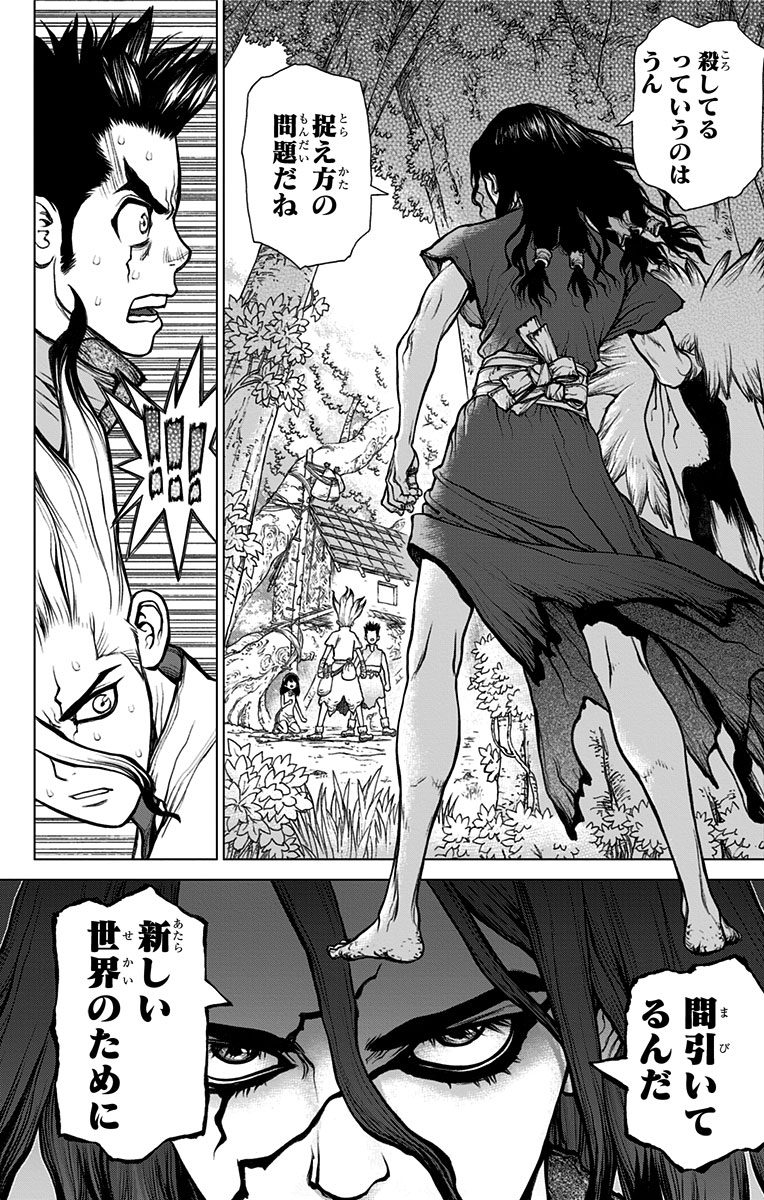 殺してる
っていうのは
うん
捉え方の
問題だね
!!!
間引いて
るんだ
新しい
世界のために